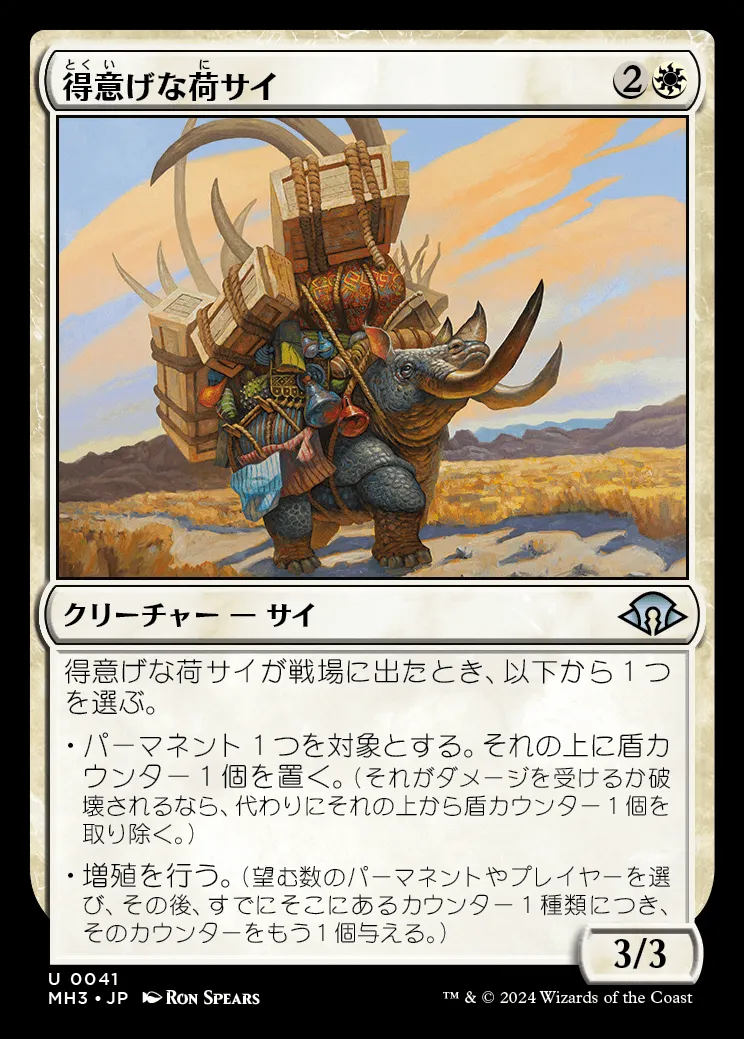 とくい に
得意げな荷サイ 2
クリーチャー — サイ
得意げな荷サイが戦場に出たとき、以下から1つ
を選ぶ。
・パーマネント1つを対象とする。それの上に盾カ
ウンター1個を置く。(それがダメージを受けるか破
壊されるなら、代わりにそれの上から盾カウンター1個を
取り除く。)
・増殖を行う。(望む数のパーマネントやプレイヤーを選
び、その後、すでにそこにあるカウンター1種類につき、
そのカウンターをもう1個与える。)
3/3
U 0041
MH3 • JP Ron Spears ™ & © 2024 Wizards of the Coast